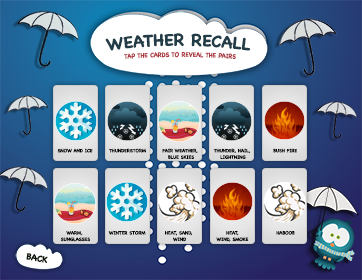 WEATHER RECALL
TAP THE CARDS TO REVEAL THE PAIRS
SNOW AND ICE
THUNDERSTORM
FAIR WEATHER,
BLUE SKIES
THUNDER, HAIL,
LIGHTNING
BUSH FIRE
WARM,
SUNGLASSES
WINTER STORM
HEAT, SAND,
WIND
HEAT,
WIND, SMOKE
HABOOB
BACK